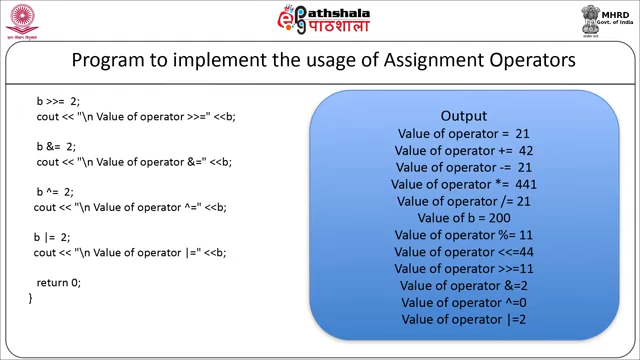 Pathshala
पाठशाला
MHRD
Govt. of India
Program to implement the usage of Assignment Operators
b >>= 2;
cout << "\n Value of operator >>=" <<b;
b &= 2;
cout << "\n Value of operator &=" <<b;
b ^= 2;
cout << "\n Value of operator ^=" <<b;
b |= 2;
cout << "\n Value of operator |=" <<b;
return 0;
}
Output
Value of operator = 21
Value of operator += 42
Value of operator -= 21
Value of operator *= 441
Value of operator /= 21
Value of b = 200
Value of operator %= 11
Value of operator <<=44
Value of operator >>=11
Value of operator &=2
Value of operator ^=0
Value of operator |=2